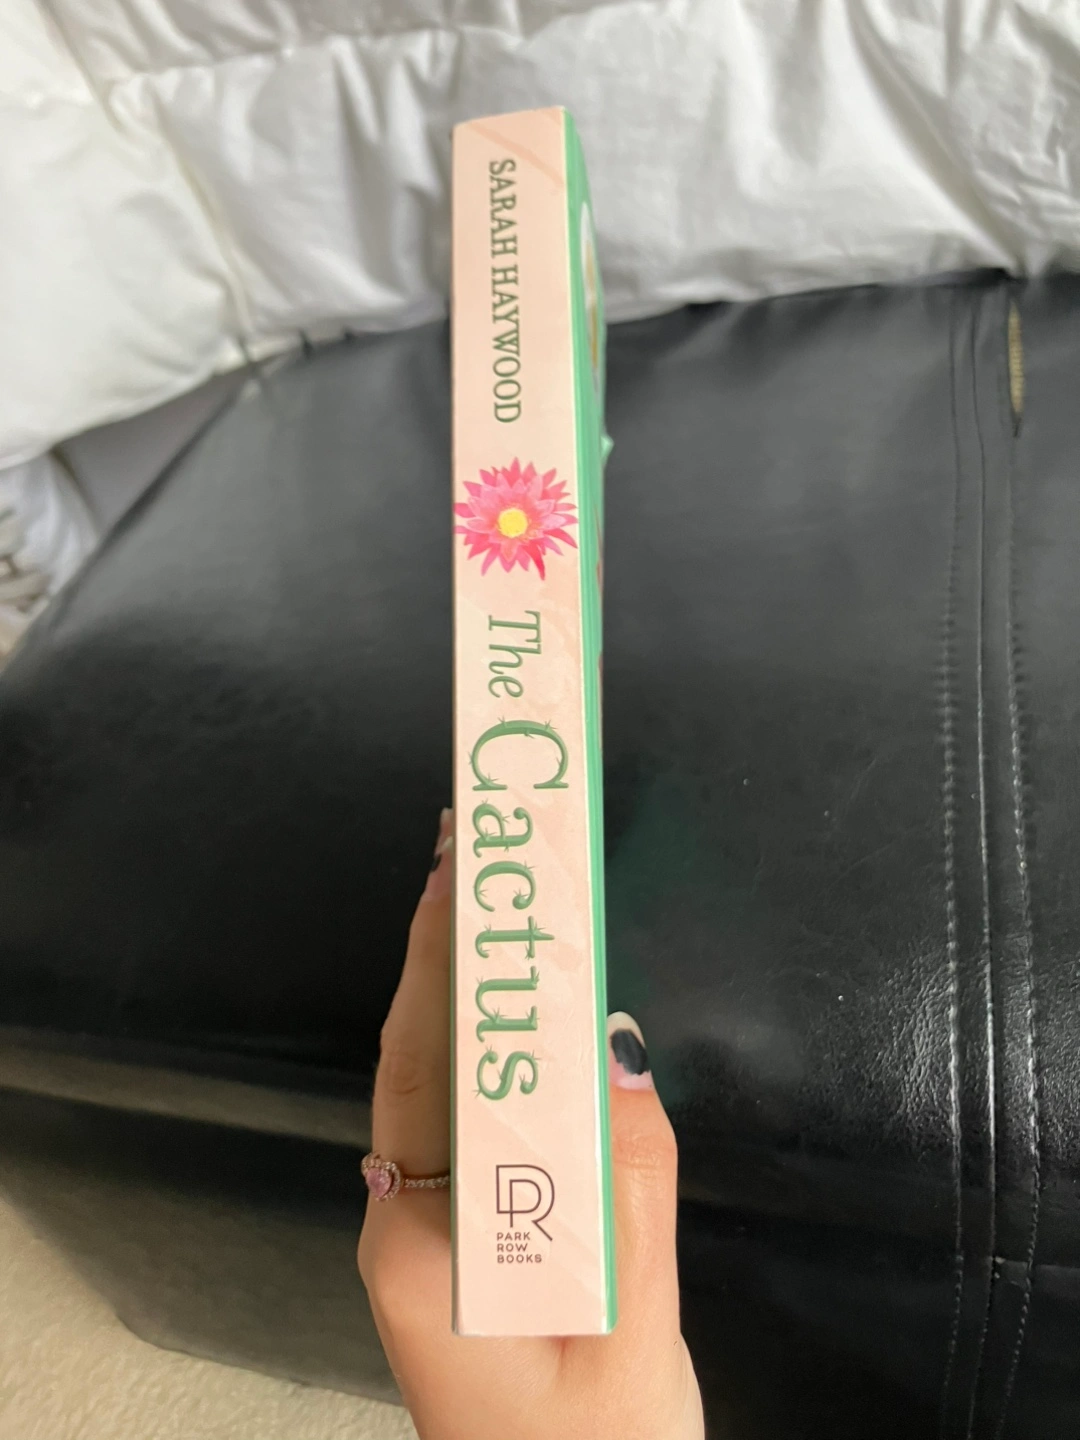 SARAH HAYWOOD
The Cactus
PARK
ROW
BOOKS